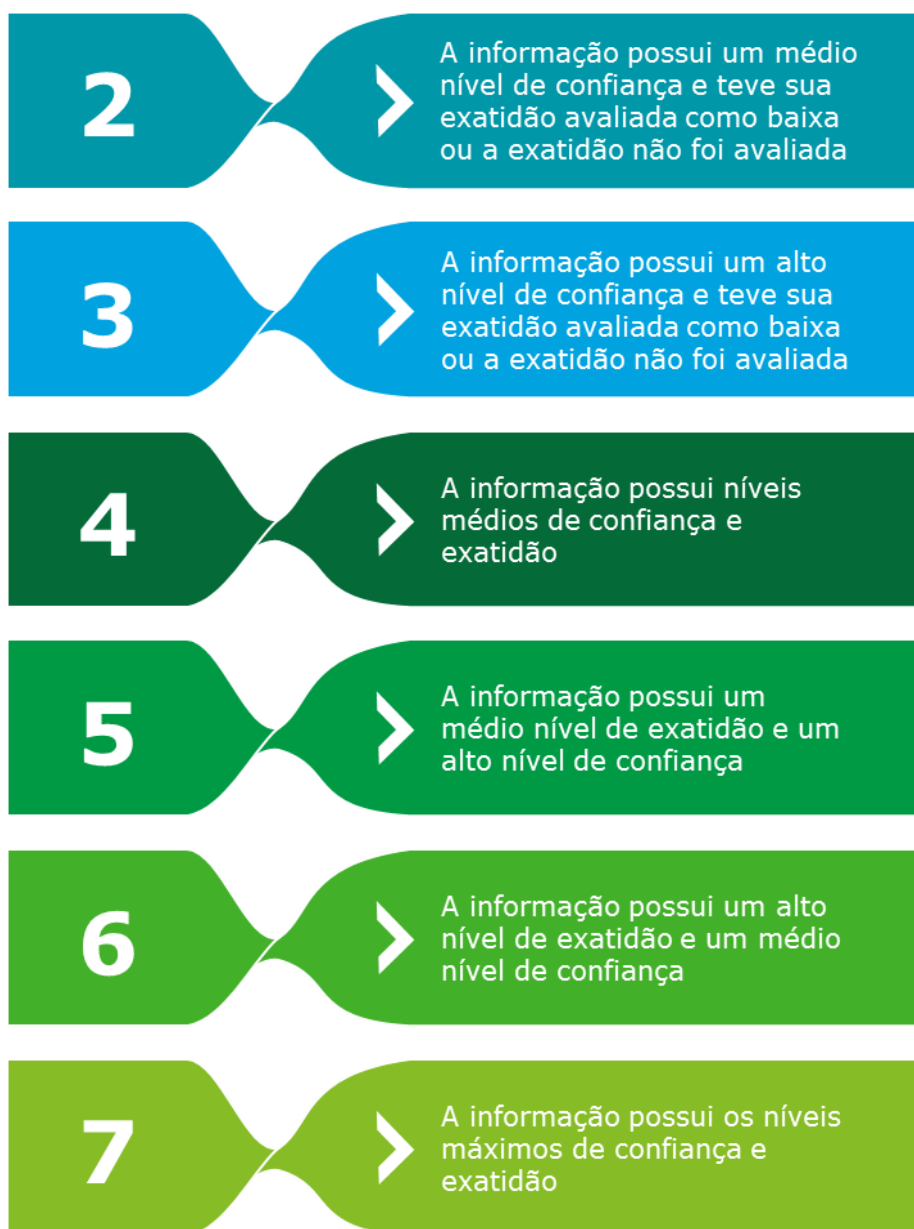 2
A informação possui um médio
nível de confiança e teve sua
exatidão avaliada como baixa
ou a exatidão não foi avaliada
3
A informação possui um alto
nível de confiança e teve sua
exatidão avaliada como baixa
ou a exatidão não foi avaliada
4
A informação possui níveis
médios de confiança e
exatidão
5
A informação possui um
médio nível de exatidão e um
alto nível de confiança
6
A informação possui um alto
nível de exatidão e um médio
nível de confiança
7
A informação possui os níveis
máximos de confiança e
exatidão